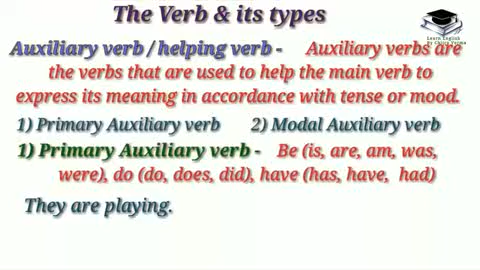 The Verb & its types
Learn English
Auxiliary verb / helping verb - Auxiliary verbs are
the verbs that are used to help the main verb to
express its meaning in accordance with tense or mood.
1) Primary Auxiliary verb 2) Modal Auxiliary verb
1) Primary Auxiliary verb - Be (is, are, am, was,
were), do (do, does, did), have (has, have, had)
They are playing.